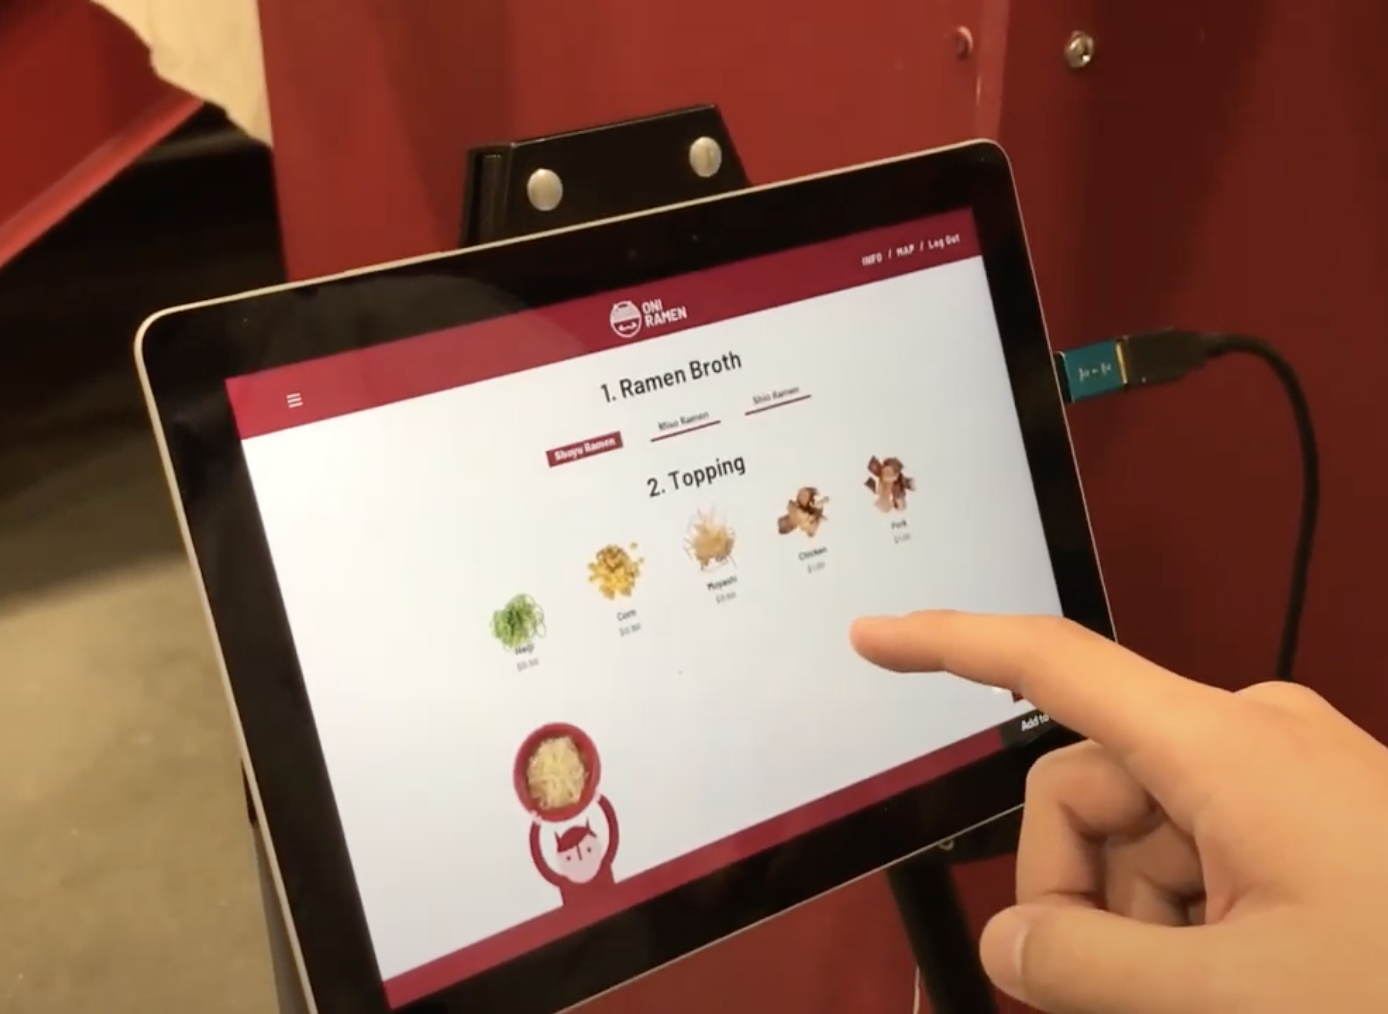 INFO / MAP / Log Out
ONI
RAMEN
1. Ramen Broth
Shoyu Ramen
Miso Ramen
Shio Ramen
2. Topping
Negi
$0.50
Corn
$0.50
Moyashi
$0.50
Chicken
$1.00
Pork
$1.00
Add to